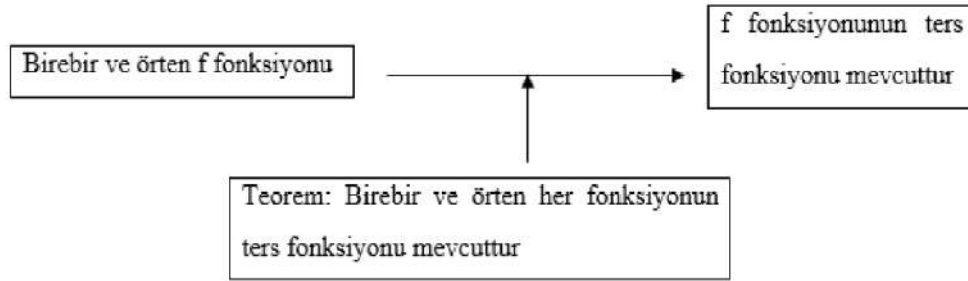 Birebir ve örten f fonksiyonu
f fonksiyonunun ters
fonksiyonu mevcuttur
Teorem: Birebir ve örten her fonksiyonun
ters fonksiyonu mevcuttur